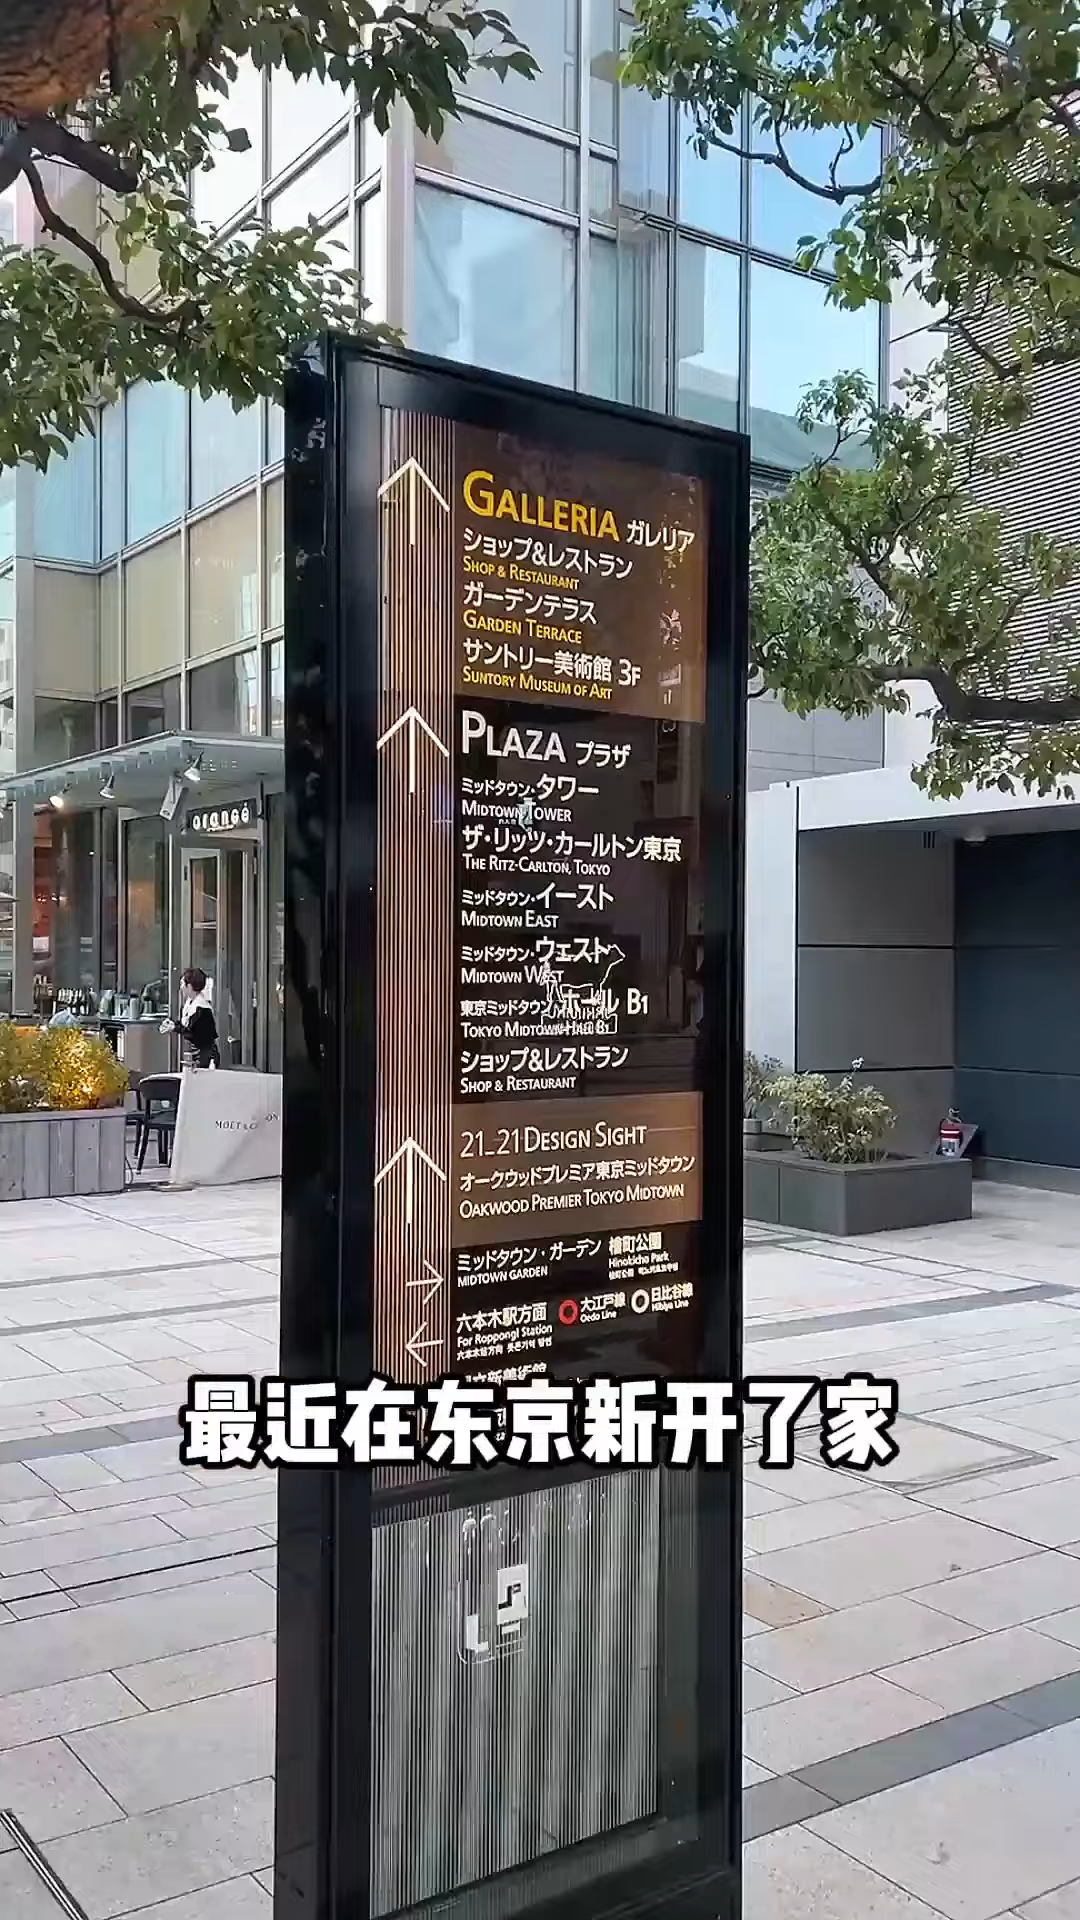 GALLERIA ガレリア
ショップ&レストラン
SHOP & RESTAURANT
ガーデンテラス
GARDEN TERRACE
サントリー美術館 3F
SUNTORY MUSEUM OF ART
PLAZA プラザ
ミッドタウン・タワー
MIDTOWN TOWER
ザ・リッツ・カールトン東京
THE RITZ-CARLTON, TOKYO
orangé
ミッドタウン・イースト
MIDTOWN EAST
ミッドタウン・ウェスト
MIDTOWN WEST
東京ミッドタウン・ホール B1
TOKYO MIDTOWN HALL B1
ショップ&レストラン
SHOP & RESTAURANT
21_21 DESIGN SIGHT
オークウッドプレミア東京ミッドタウン
OAKWOOD PREMIER TOKYO MIDTOWN
ミッドタウン・ガーデン 檜町公園
MIDTOWN GARDEN Hinokicho Park
六本木駅方面 大江戸線 日比谷線
For Roppongi Station Oedo Line Hibiya Line
新美術館
最近在东京新开了家